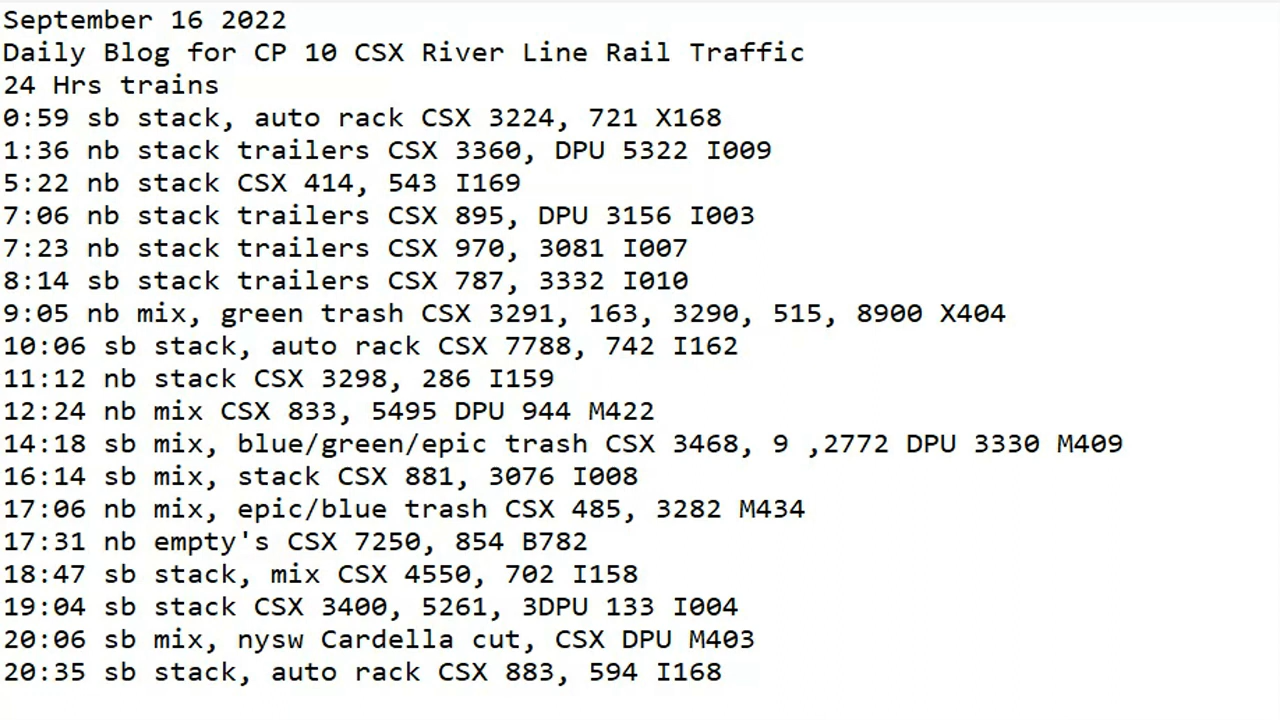 September 16 2022
Daily Blog for CP 10 CSX River Line Rail Traffic
24 Hrs trains
0:59 sb stack, auto rack CSX 3224, 721 X168
1:36 nb stack trailers CSX 3360, DPU 5322 I009
5:22 nb stack CSX 414, 543 I169
7:06 nb stack trailers CSX 895, DPU 3156 I003
7:23 nb stack trailers CSX 970, 3081 I007
8:14 sb stack trailers CSX 787, 3332 I010
9:05 nb mix, green trash CSX 3291, 163, 3290, 515, 8900 X404
10:06 sb stack, auto rack CSX 7788, 742 I162
11:12 nb stack CSX 3298, 286 I159
12:24 nb mix CSX 833, 5495 DPU 944 M422
14:18 sb mix, blue/green/epic trash CSX 3468, 9 ,2772 DPU 3330 M409
16:14 sb mix, stack CSX 881, 3076 I008
17:06 nb mix, epic/blue trash CSX 485, 3282 M434
17:31 nb empty's CSX 7250, 854 B782
18:47 sb stack, mix CSX 4550, 702 I158
19:04 sb stack CSX 3400, 5261, 3DPU 133 I004
20:06 sb mix, nysw Cardella cut, CSX DPU M403
20:35 sb stack, auto rack CSX 883, 594 I168